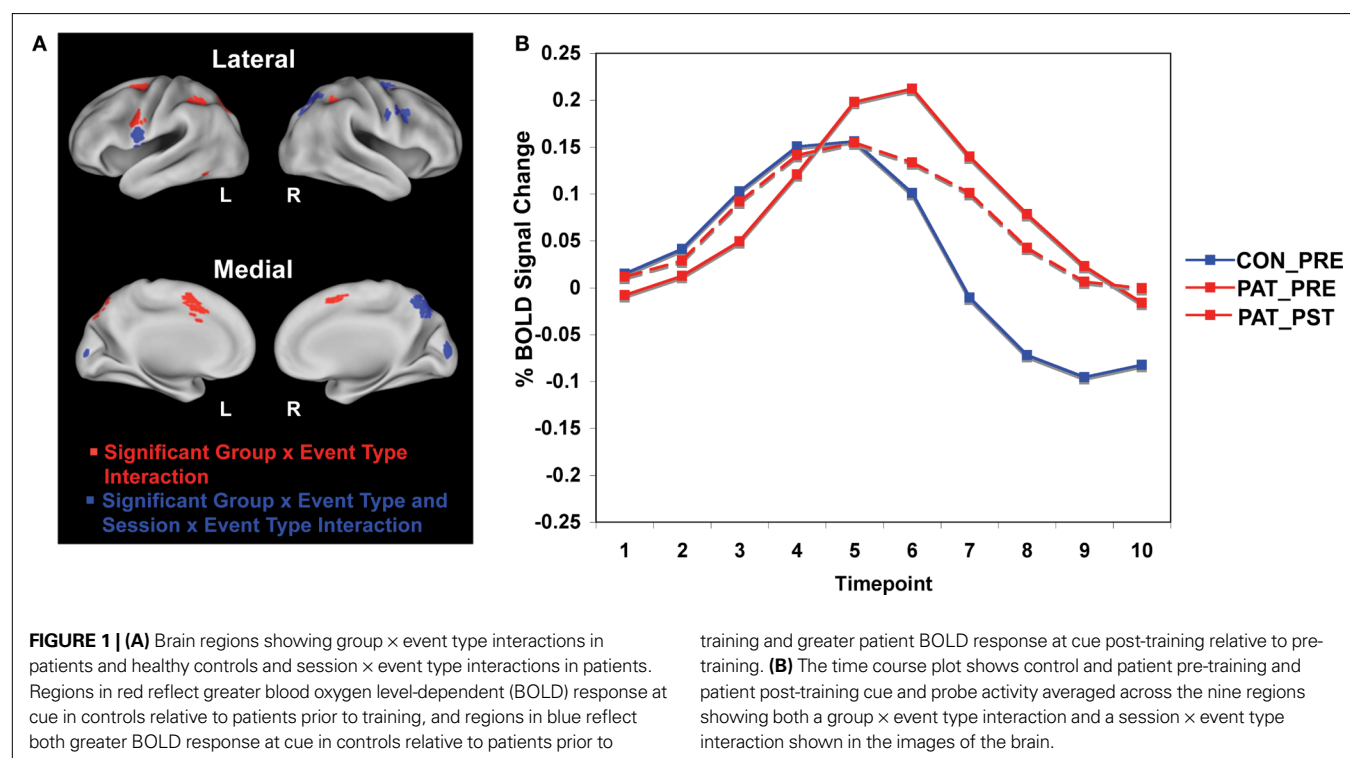 A
Lateral
L
R
Medial
L
R
Significant Group x Event Type
Interaction
Significant Group x Event Type and
Session x Event Type Interaction
B
% BOLD Signal Change
0.25
0.2
0.15
0.1
0.05
0
-0.05
-0.1
-0.15
-0.2
-0.25
1 2 3 4 5 6 7 8 9 10
Timepoint
CON_PRE
PAT_PRE
PAT_PST
FIGURE 1 | (A) Brain regions showing group × event type interactions in
patients and healthy controls and session × event type interactions in patients.
Regions in red reflect greater blood oxygen level-dependent (BOLD) response at
cue in controls relative to patients prior to training, and regions in blue reflect
both greater BOLD response at cue in controls relative to patients prior to
training and greater patient BOLD response at cue post-training relative to pre-
training. (B) The time course plot shows control and patient pre-training and
patient post-training cue and probe activity averaged across the nine regions
showing both a group × event type interaction and a session × event type
interaction shown in the images of the brain.